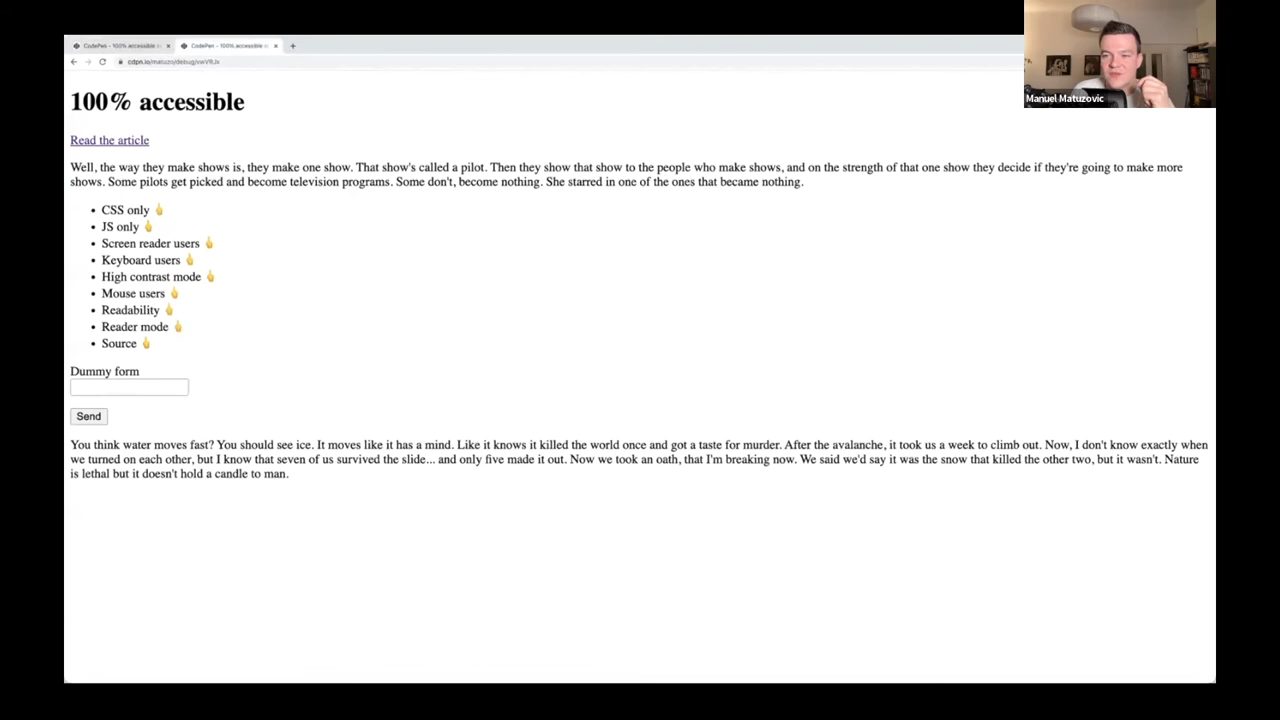 CodePen - 100% accessible
CodePen - 100% accessible
cdpn.io/matuzo/debug/
Manuel Matuzovic
100% accessible
Read the article
Well, the way they make shows is, they make one show. That show's called a pilot. Then they show that show to the people who make shows, and on the strength of that one show they decide if they're going to make more
shows. Some pilots get picked and become television programs. Some don't, become nothing. She starred in one of the ones that became nothing.
• CSS only 🖕
• JS only 🖕
• Screen reader users 🖕
• Keyboard users 🖕
• High contrast mode 🖕
• Mouse users 🖕
• Readability 🖕
• Reader mode 🖕
• Source 🖕
Dummy form
Send
You think water moves fast? You should see ice. It moves like it has a mind. Like it knows it killed the world once and got a taste for murder. After the avalanche, it took us a week to climb out. Now, I don't know exactly when
we turned on each other, but I know that seven of us survived the slide... and only five made it out. Now we took an oath, that I'm breaking now. We said we'd say it was the snow that killed the other two, but it wasn't. Nature
is lethal but it doesn't hold a candle to man.